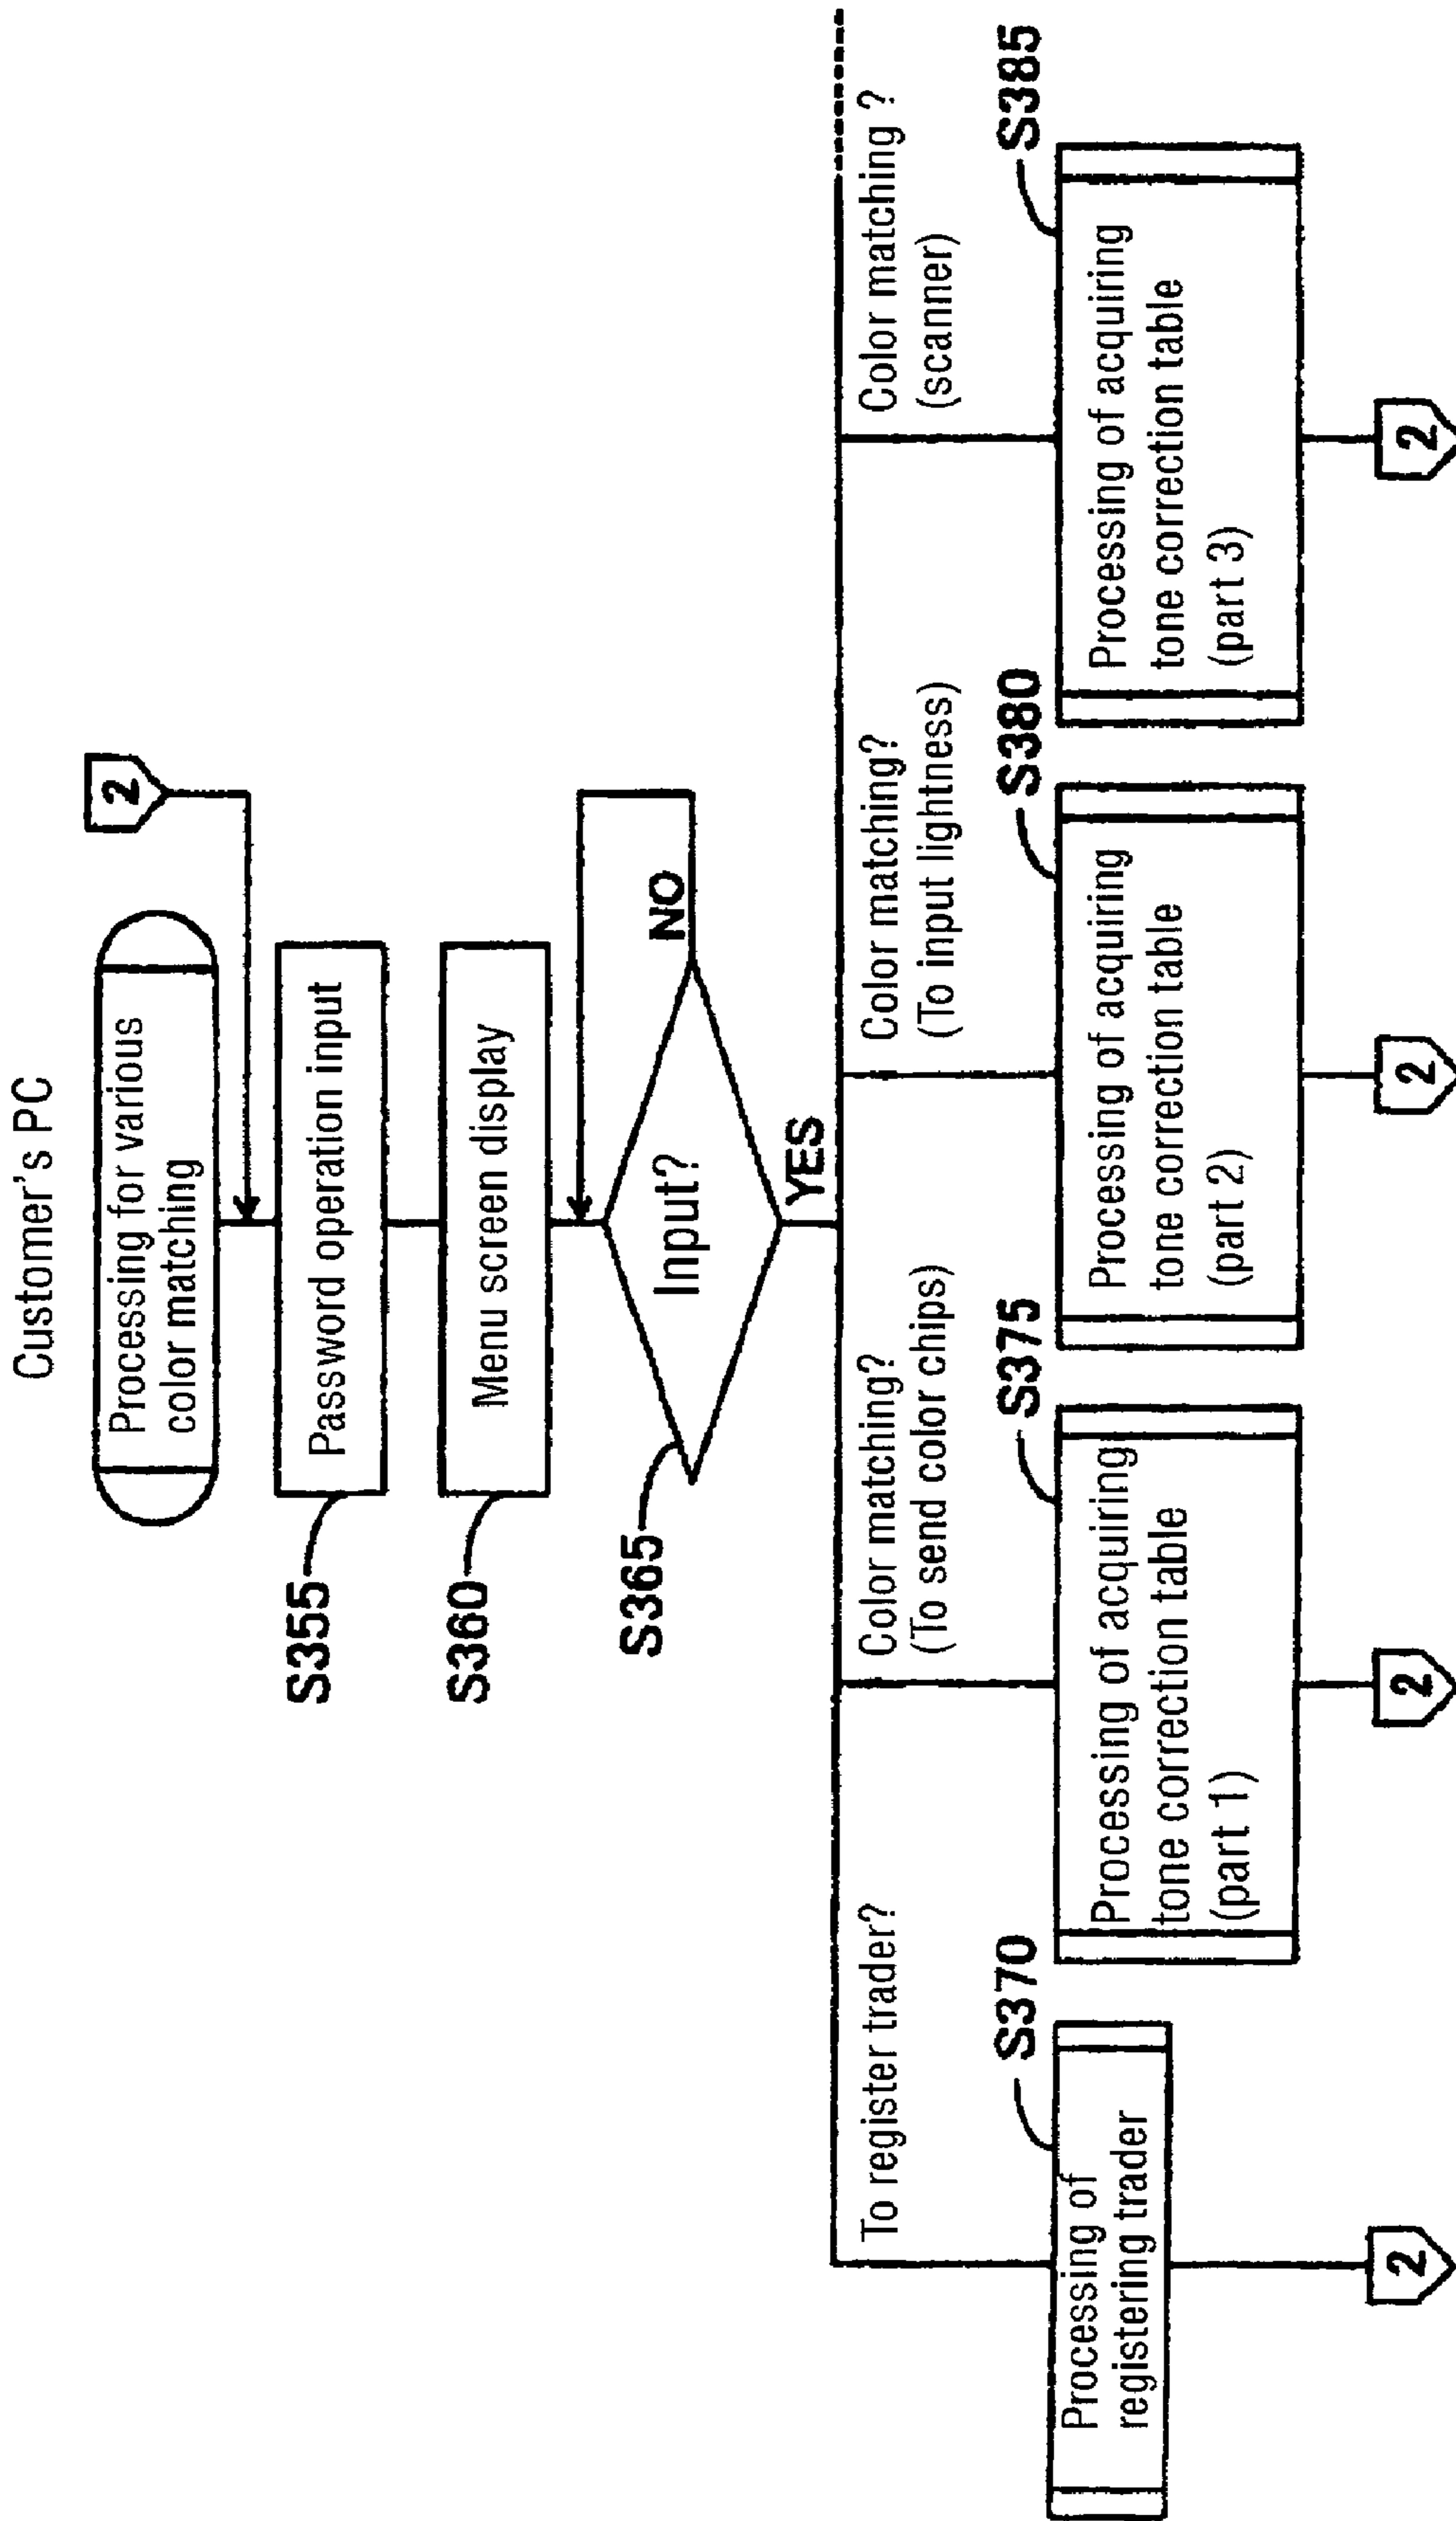 Customer's PC
Processing for various
color matching
2
Password operation input
S355
Menu screen display
S360
Input?
NO
S365
YES
To register trader?
Color matching?
(To send color chips)
Color matching?
(To input lightness)
Color matching ?
(scanner)
S370
Processing of
registering trader
S375
Processing of acquiring
tone correction table
(part 1)
S380
Processing of acquiring
tone correction table
(part 2)
S385
Processing of acquiring
tone correction table
(part 3)
2
2
2
2